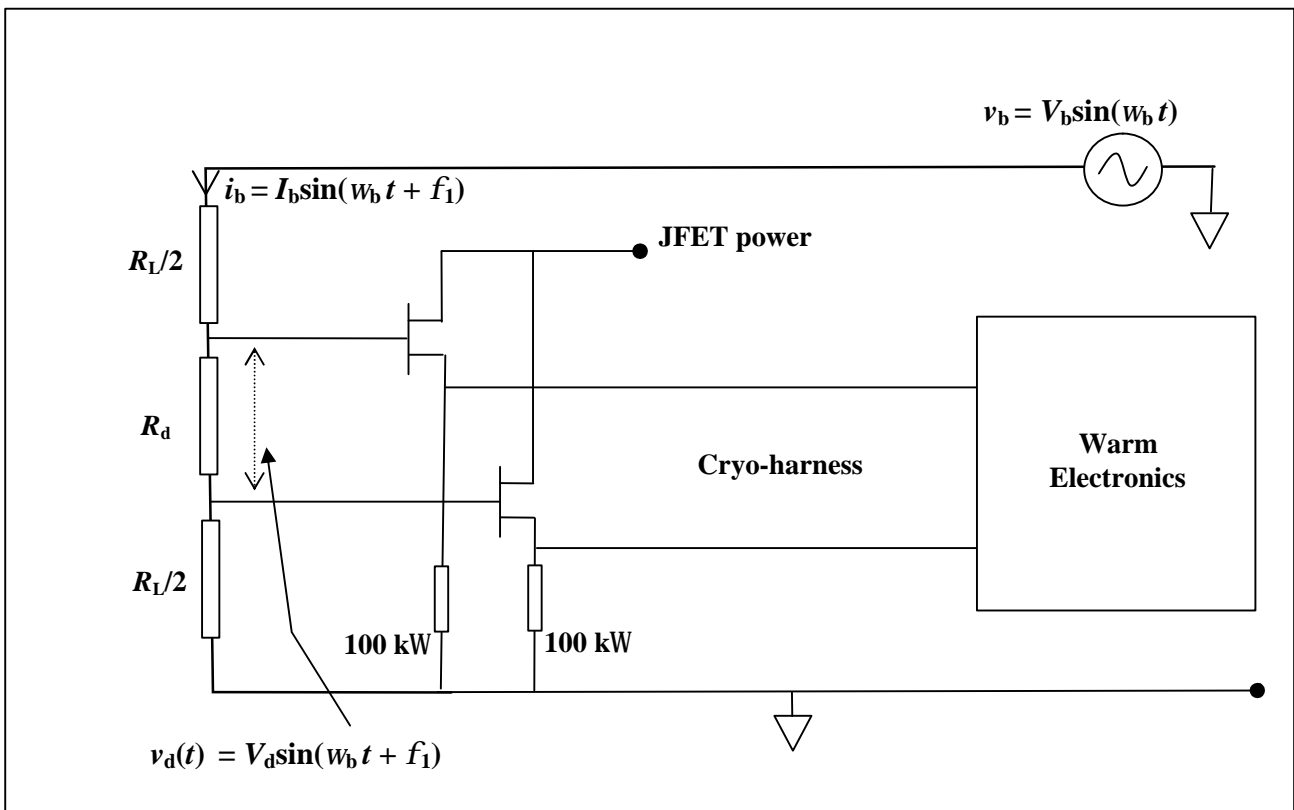 v_b = V_b sin(w_b t)
i_b = I_b sin(w_b t + f_1)
JFET power
R_L/2
R_d
Cryo-harness
Warm
Electronics
R_L/2
100 kW
100 kW
v_d(t) = V_d sin(w_b t + f_1)